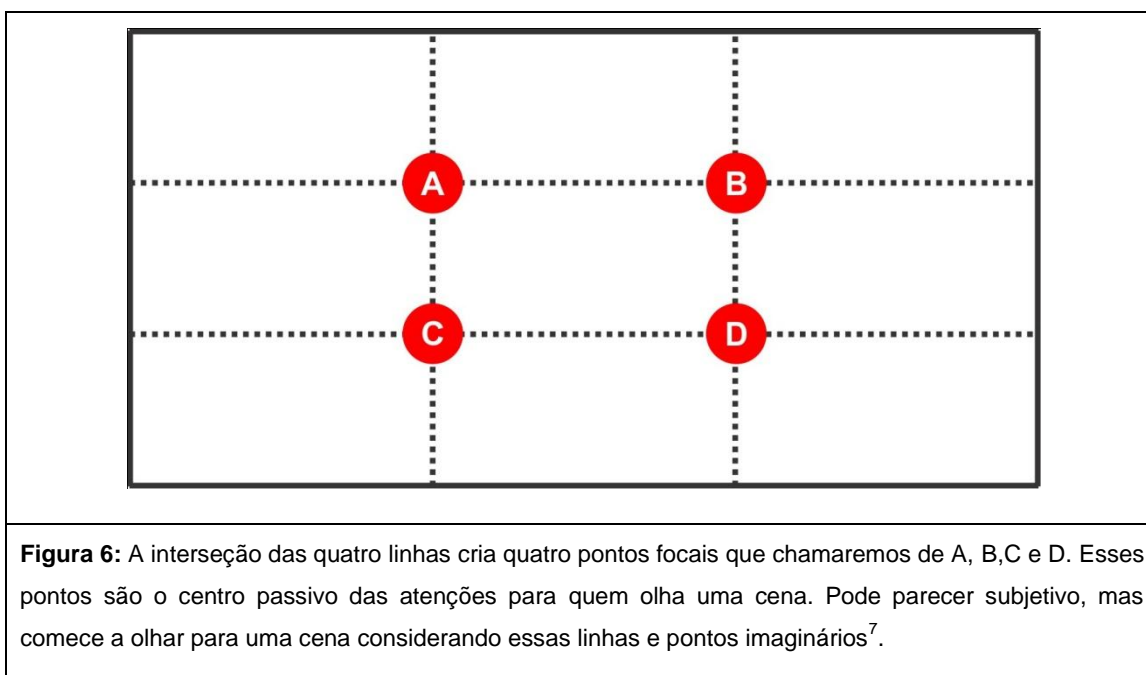 A B
C D
Figura 6: A interseção das quatro linhas cria quatro pontos focais que chamaremos de A, B,C e D. Esses
pontos são o centro passivo das atenções para quem olha uma cena. Pode parecer subjetivo, mas
comece a olhar para uma cena considerando essas linhas e pontos imaginários⁷.